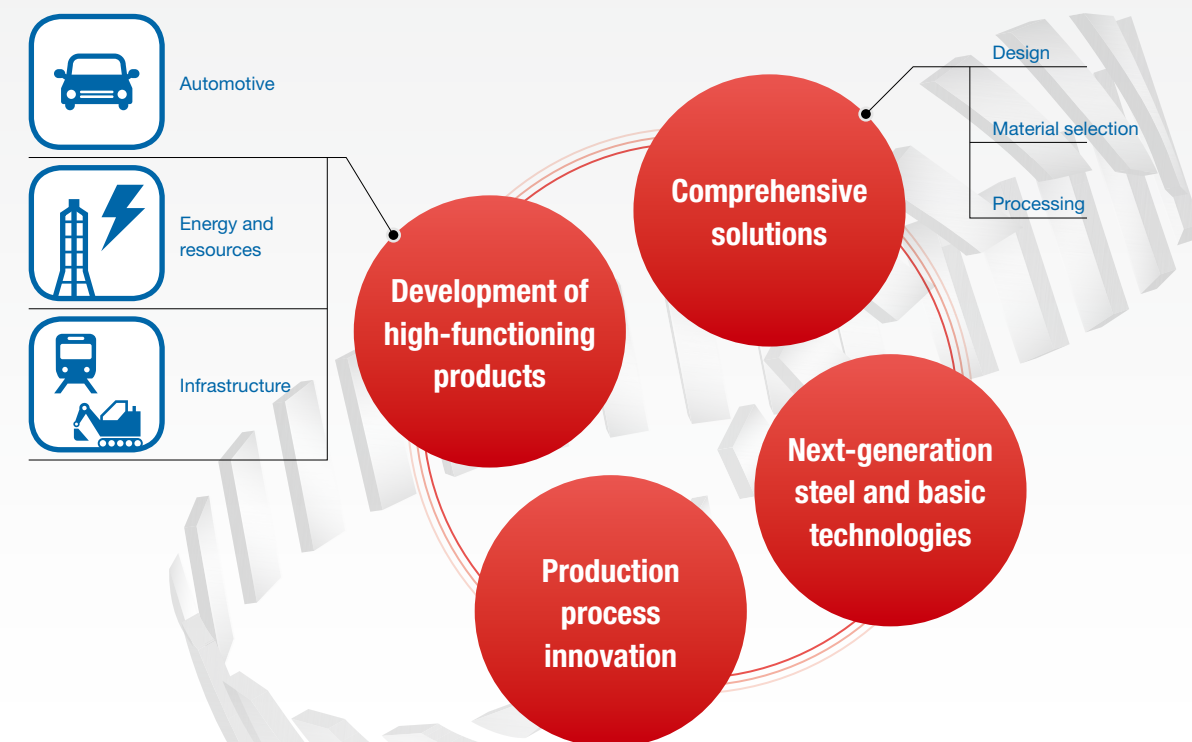 Automotive
Energy and
resources
Infrastructure
Development of
high-functioning
products
Comprehensive
solutions
Design
Material selection
Processing
Next-generation
steel and basic
technologies
Production
process
innovation